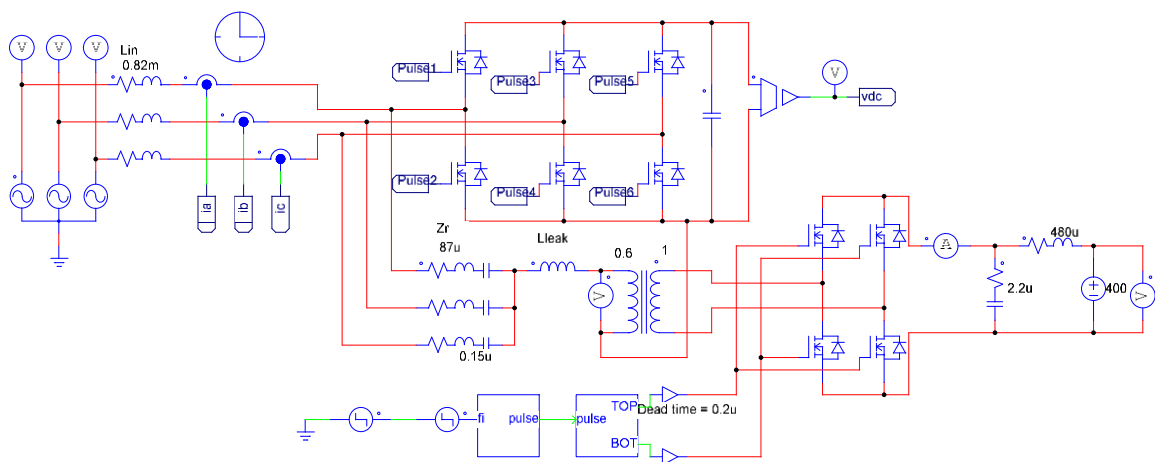 V V V
Lin
0.82m
Pulse1
Pulse3
Pulse5
V
vdc
Pulse2
Pulse4
Pulse6
ia
ib
ic
Zr
87u
Lleak
0.6
1
V
0.15u
A
480u
2.2u
400
V
fi
pulse
pulse
TOP
BOT
Dead time = 0.2u